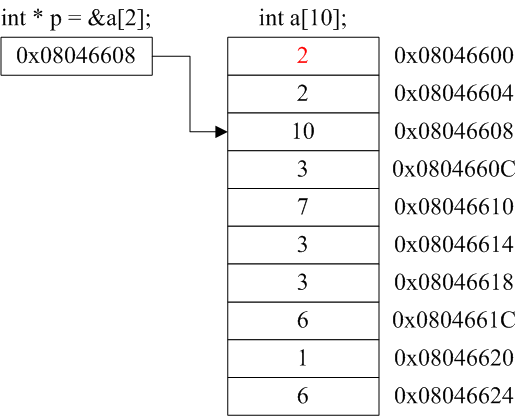 int * p = &a[2]; int a[10];
0x08046608 2 0x08046600
2 0x08046604
10 0x08046608
3 0x0804660C
7 0x08046610
3 0x08046614
3 0x08046618
6 0x0804661C
1 0x08046620
6 0x08046624